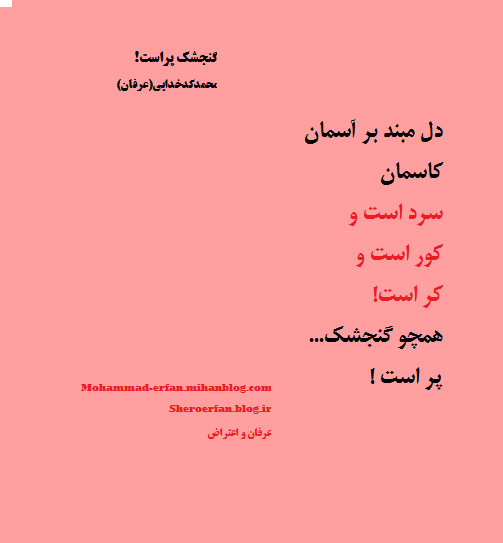 گنجشک پراست!
محمدکدخدایی(عرفان)
دل مبند بر آسمان
کاسمان
سرد است و
کور است و
کر است!
همچو گنجشک...
پر است !
Mohammad-erfan.mihanblog.com
Sheroerfan.blog.ir
عرفان و اعتراض